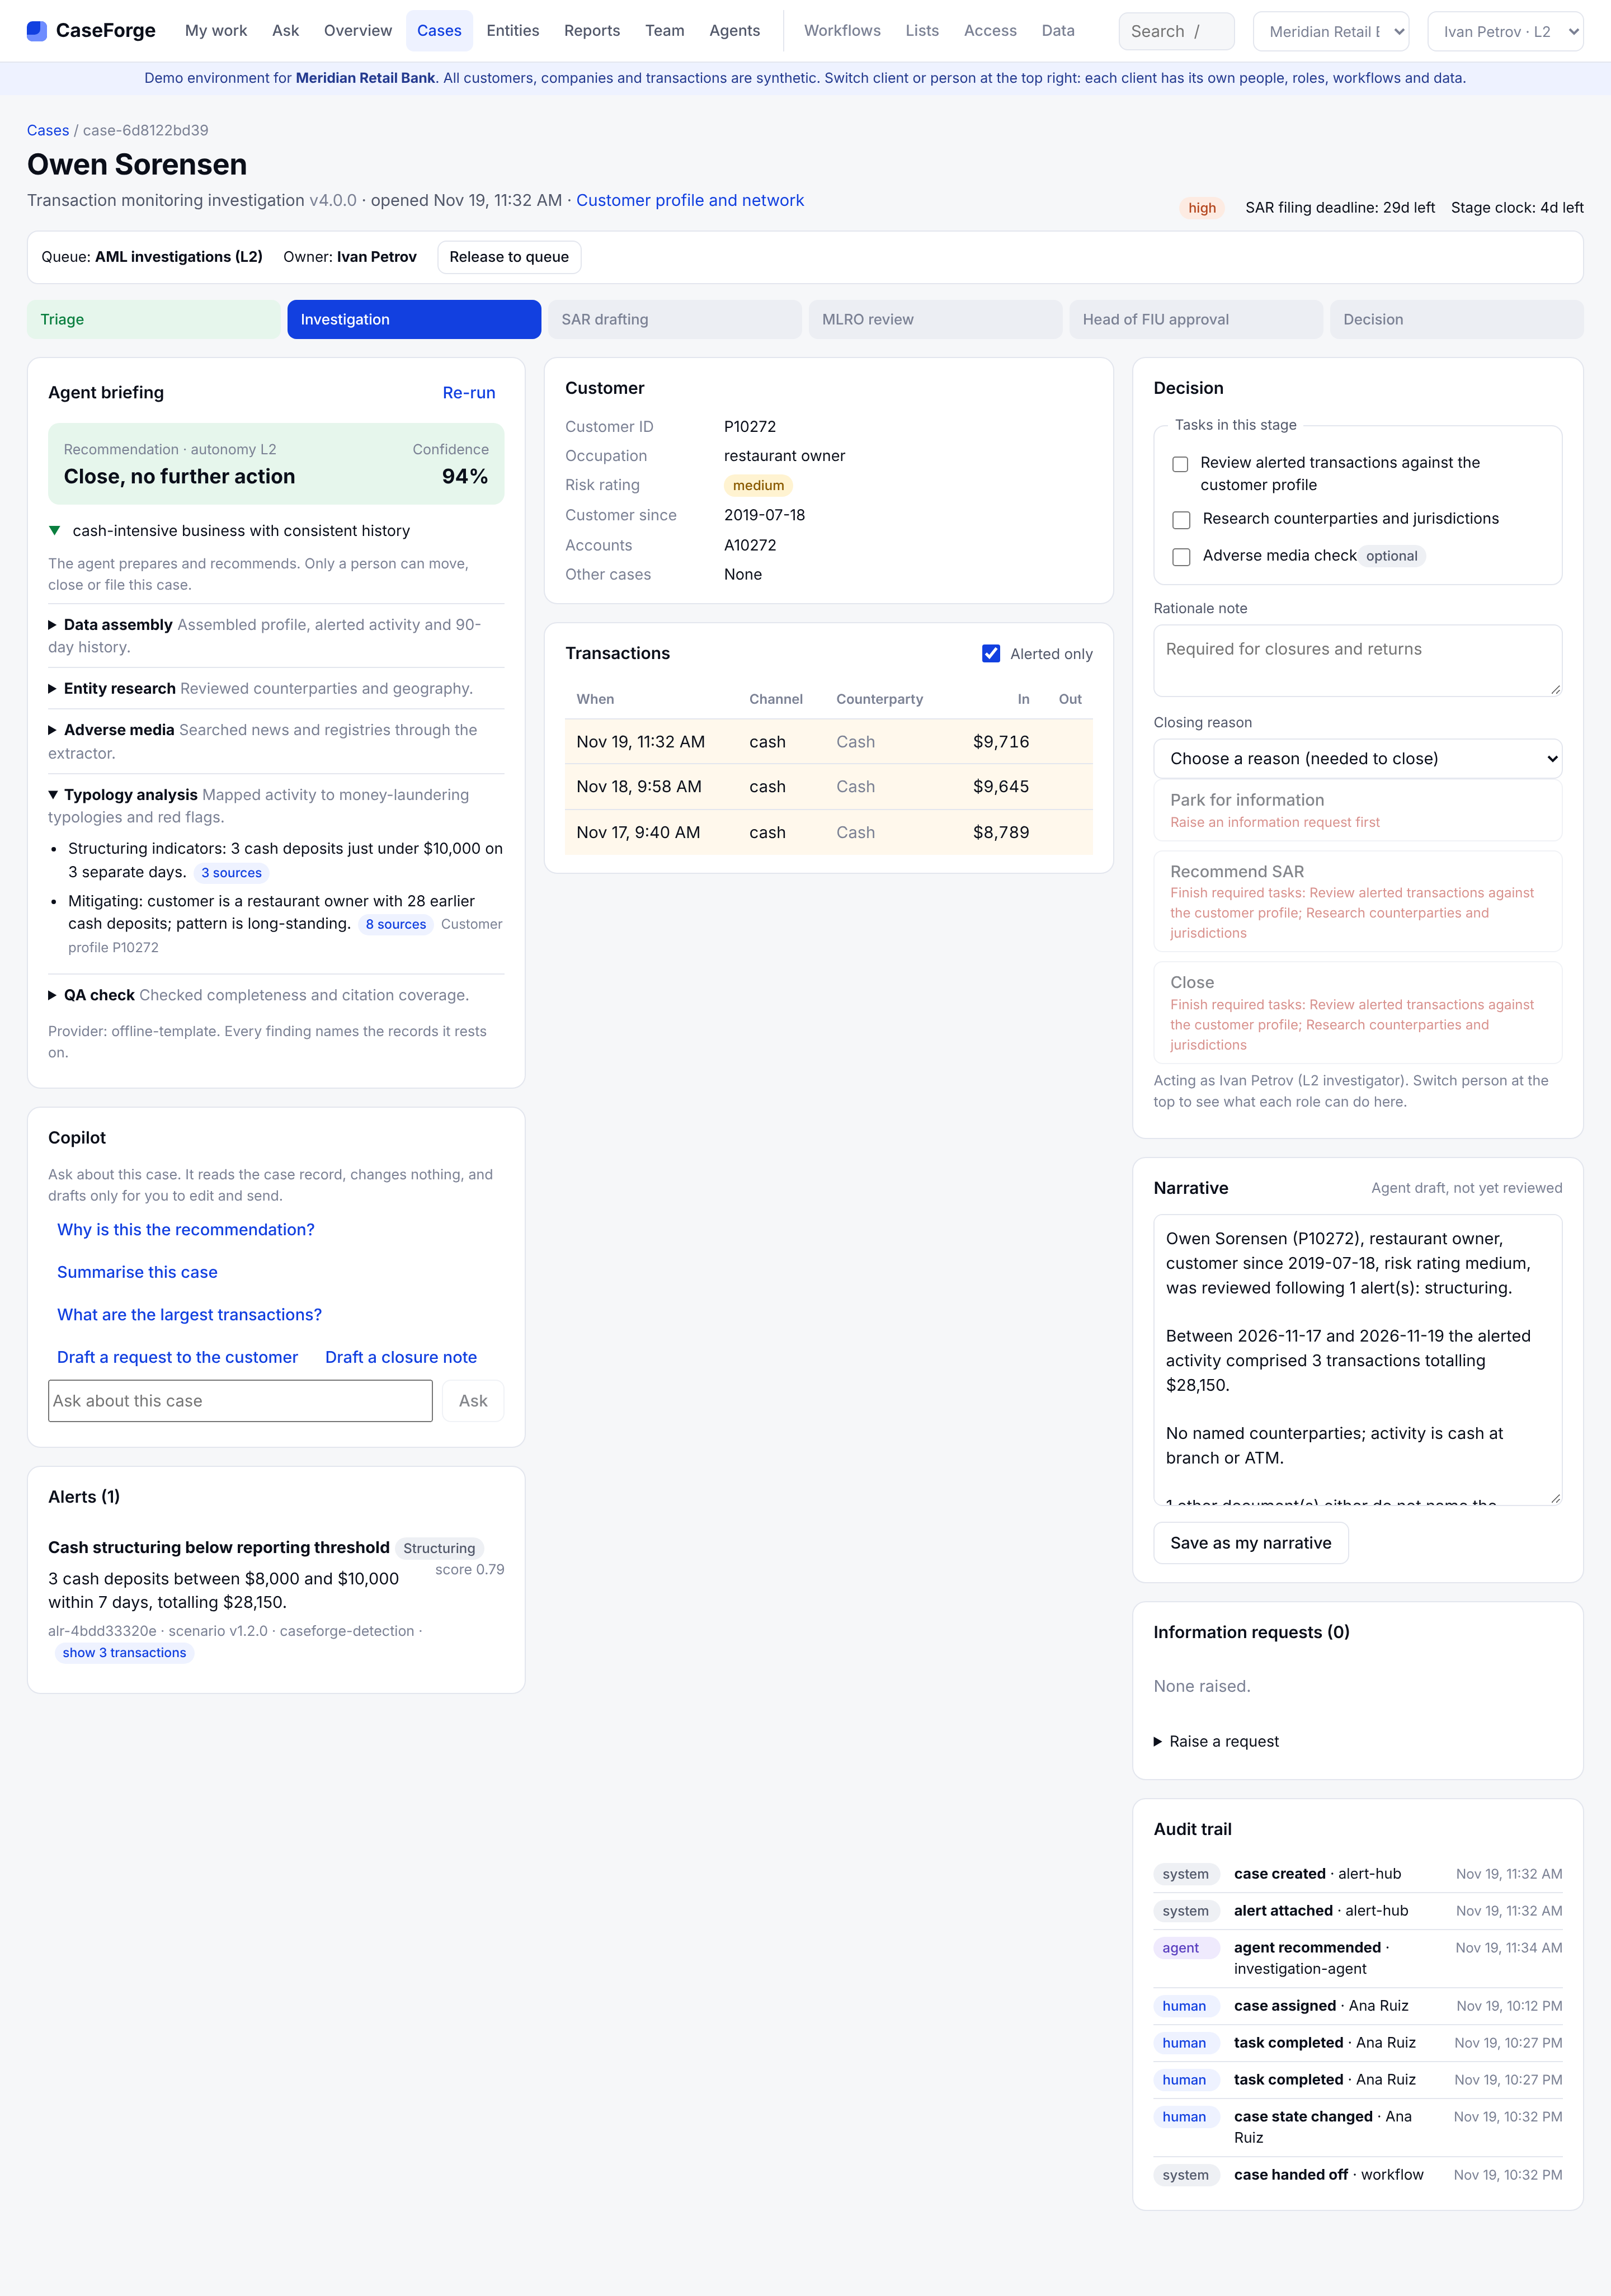 CaseForge
My work
Ask
Overview
Cases
Entities
Reports
Team
Agents
Workflows
Lists
Access
Data
Search /
Meridian Retail
Ivan Petrov · L2
Demo environment for Meridian Retail Bank. All customers, companies and transactions are synthetic. Switch client or person at the top right: each client has its own people, roles, workflows and data.
Cases / case-6d8122bd39
Owen Sorensen
Transaction monitoring investigation v4.0.0 · opened Nov 19, 11:32 AM · Customer profile and network
high
SAR filing deadline: 29d left
Stage clock: 4d left
Queue: AML investigations (L2)
Owner: Ivan Petrov
Release to queue
Triage
Investigation
SAR drafting
MLRO review
Head of FIU approval
Decision
Agent briefing
Re-run
Recommendation · autonomy L2
Confidence
Close, no further action
94%
▼ cash-intensive business with consistent history
The agent prepares and recommends. Only a person can move,
close or file this case.
Data assembly Assembled profile, alerted activity and 90-
day history.
Entity research Reviewed counterparties and geography.
Adverse media Searched news and registries through the
extractor.
Typology analysis Mapped activity to money-laundering
typologies and red flags.
• Structuring indicators: 3 cash deposits just under $10,000 on
3 separate days. 3 sources
• Mitigating: customer is a restaurant owner with 28 earlier
cash deposits; pattern is long-standing. 8 sources Customer
profile P10272
QA check Checked completeness and citation coverage.
Provider: offline-template. Every finding names the records it rests
on.
Copilot
Ask about this case. It reads the case record, changes nothing, and
drafts only for you to edit and send.
Why is this the recommendation?
Summarise this case
What are the largest transactions?
Draft a request to the customer
Draft a closure note
Ask about this case
Ask
Alerts (1)
Cash structuring below reporting threshold Structuring
score 0.79
3 cash deposits between $8,000 and $10,000
within 7 days, totalling $28,150.
alr-4bdd33320e · scenario v1.2.0 · caseforge-detection ·
show 3 transactions
Customer
Customer ID P10272
Occupation restaurant owner
Risk rating medium
Customer since 2019-07-18
Accounts A10272
Other cases None
Transactions
Alerted only
When Channel Counterparty In Out
Nov 19, 11:32 AM cash Cash $9,716
Nov 18, 9:58 AM cash Cash $9,645
Nov 17, 9:40 AM cash Cash $8,789
Decision
Tasks in this stage
Review alerted transactions against the
customer profile
Research counterparties and jurisdictions
Adverse media check optional
Rationale note
Required for closures and returns
Closing reason
Choose a reason (needed to close)
Park for information
Raise an information request first
Recommend SAR
Finish required tasks: Review alerted transactions against
the customer profile; Research counterparties and
jurisdictions
Close
Finish required tasks: Review alerted transactions against
the customer profile; Research counterparties and
jurisdictions
Acting as Ivan Petrov (L2 investigator). Switch person at the
top to see what each role can do here.
Narrative
Agent draft, not yet reviewed
Owen Sorensen (P10272), restaurant owner,
customer since 2019-07-18, risk rating medium,
was reviewed following 1 alert(s): structuring.
Between 2026-11-17 and 2026-11-19 the alerted
activity comprised 3 transactions totalling
$28,150.
No named counterparties; activity is cash at
branch or ATM.
1 other document(s) either do not name the
Save as my narrative
Information requests (0)
None raised.
Raise a request
Audit trail
system case created · alert-hub Nov 19, 11:32 AM
system alert attached · alert-hub Nov 19, 11:32 AM
agent agent recommended · Nov 19, 11:34 AM
investigation-agent
human case assigned · Ana Ruiz Nov 19, 10:12 PM
human task completed · Ana Ruiz Nov 19, 10:27 PM
human task completed · Ana Ruiz Nov 19, 10:27 PM
human case state changed · Ana Nov 19, 10:32 PM
Ruiz
system case handed off · workflow Nov 19, 10:32 PM